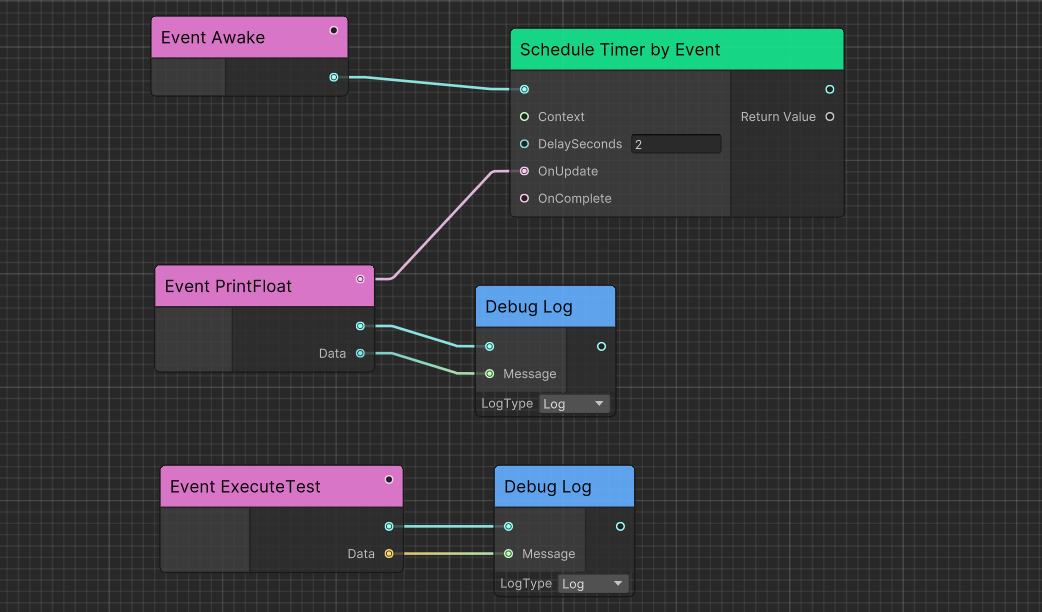 Event Awake
Schedule Timer by Event
Context
Return Value
DelaySeconds 2
OnUpdate
OnComplete
Event PrintFloat
Data
Debug Log
Message
LogType Log
Event ExecuteTest
Data
Debug Log
Message
LogType Log